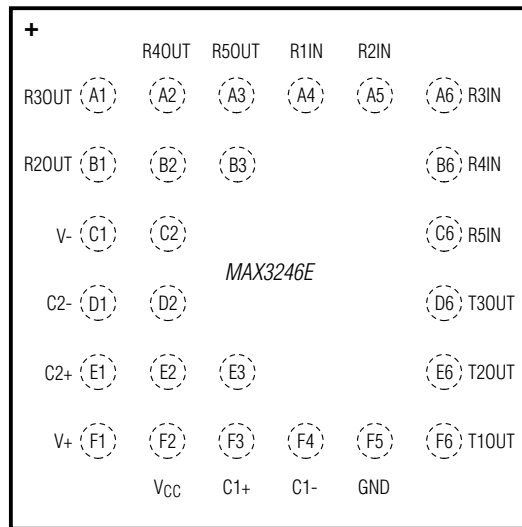 +
R4OUT R5OUT R1IN R2IN
R3OUT A1 A2 A3 A4 A5 A6 R3IN
R2OUT B1 B2 B3 B6 R4IN
V- C1 C2 C6 R5IN
MAX3246E
C2- D1 D2 D6 T3OUT
C2+ E1 E2 E3 E6 T2OUT
V+ F1 F2 F3 F4 F5 F6 T1OUT
VCC C1+ C1- GND